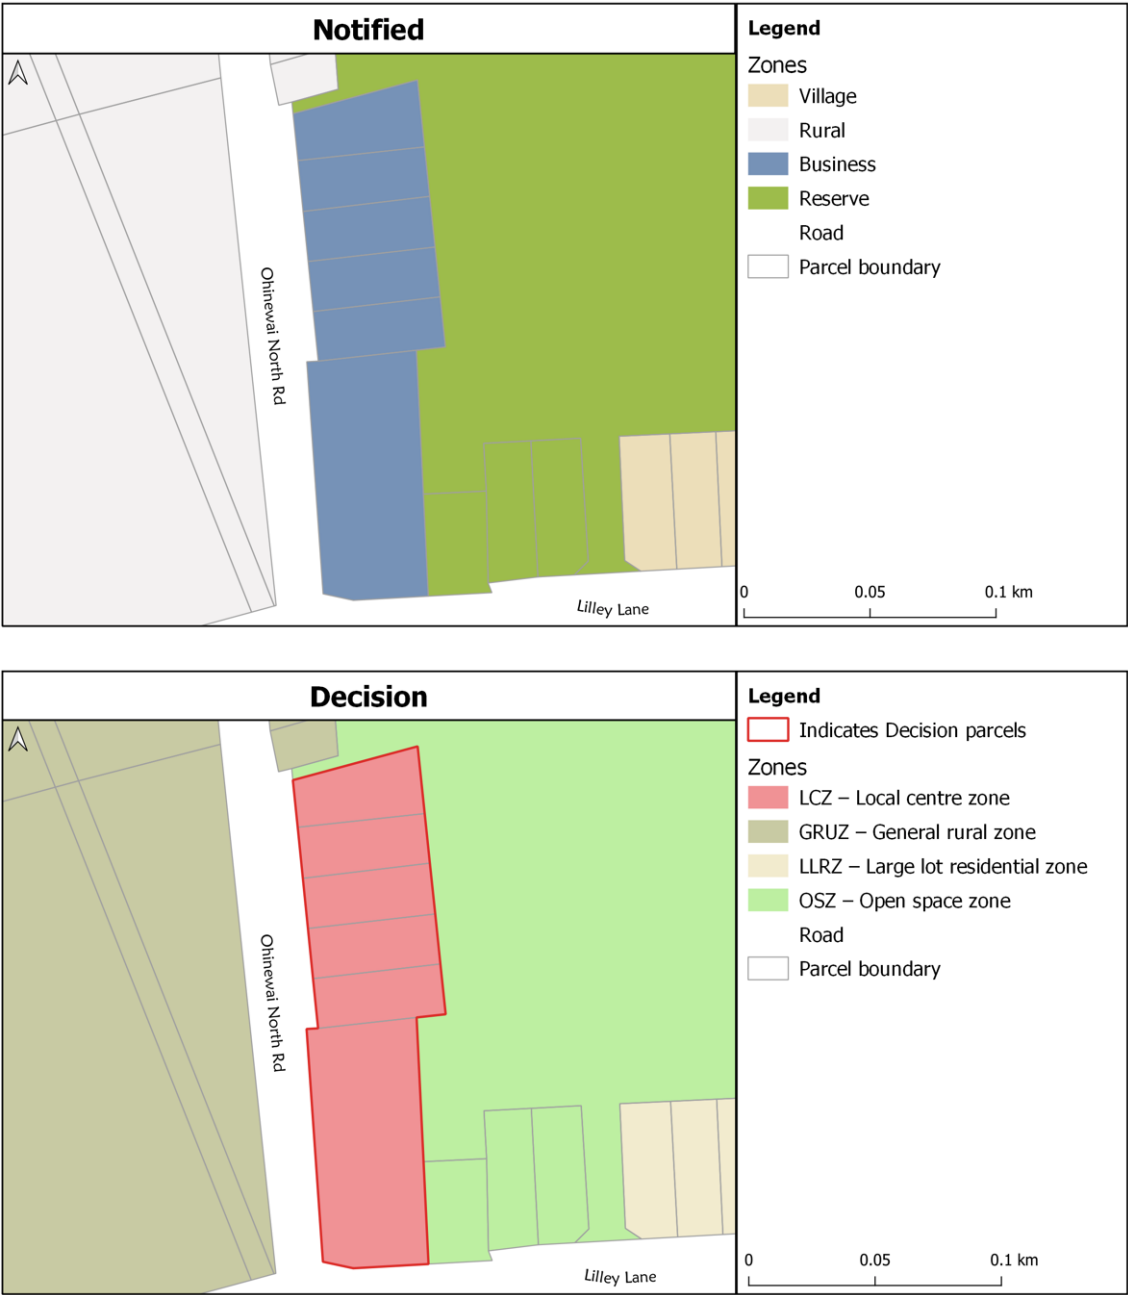 Notified
Legend
Zones
Village
Rural
Business
Reserve
Road
Parcel boundary
Ohinewai North Rd
Lilley Lane
0 0.05 0.1 km
Decision
Legend
Indicates Decision parcels
Zones
LCZ – Local centre zone
GRUZ – General rural zone
LLRZ – Large lot residential zone
OSZ – Open space zone
Road
Parcel boundary
Ohinewai North Rd
Lilley Lane
0 0.05 0.1 km